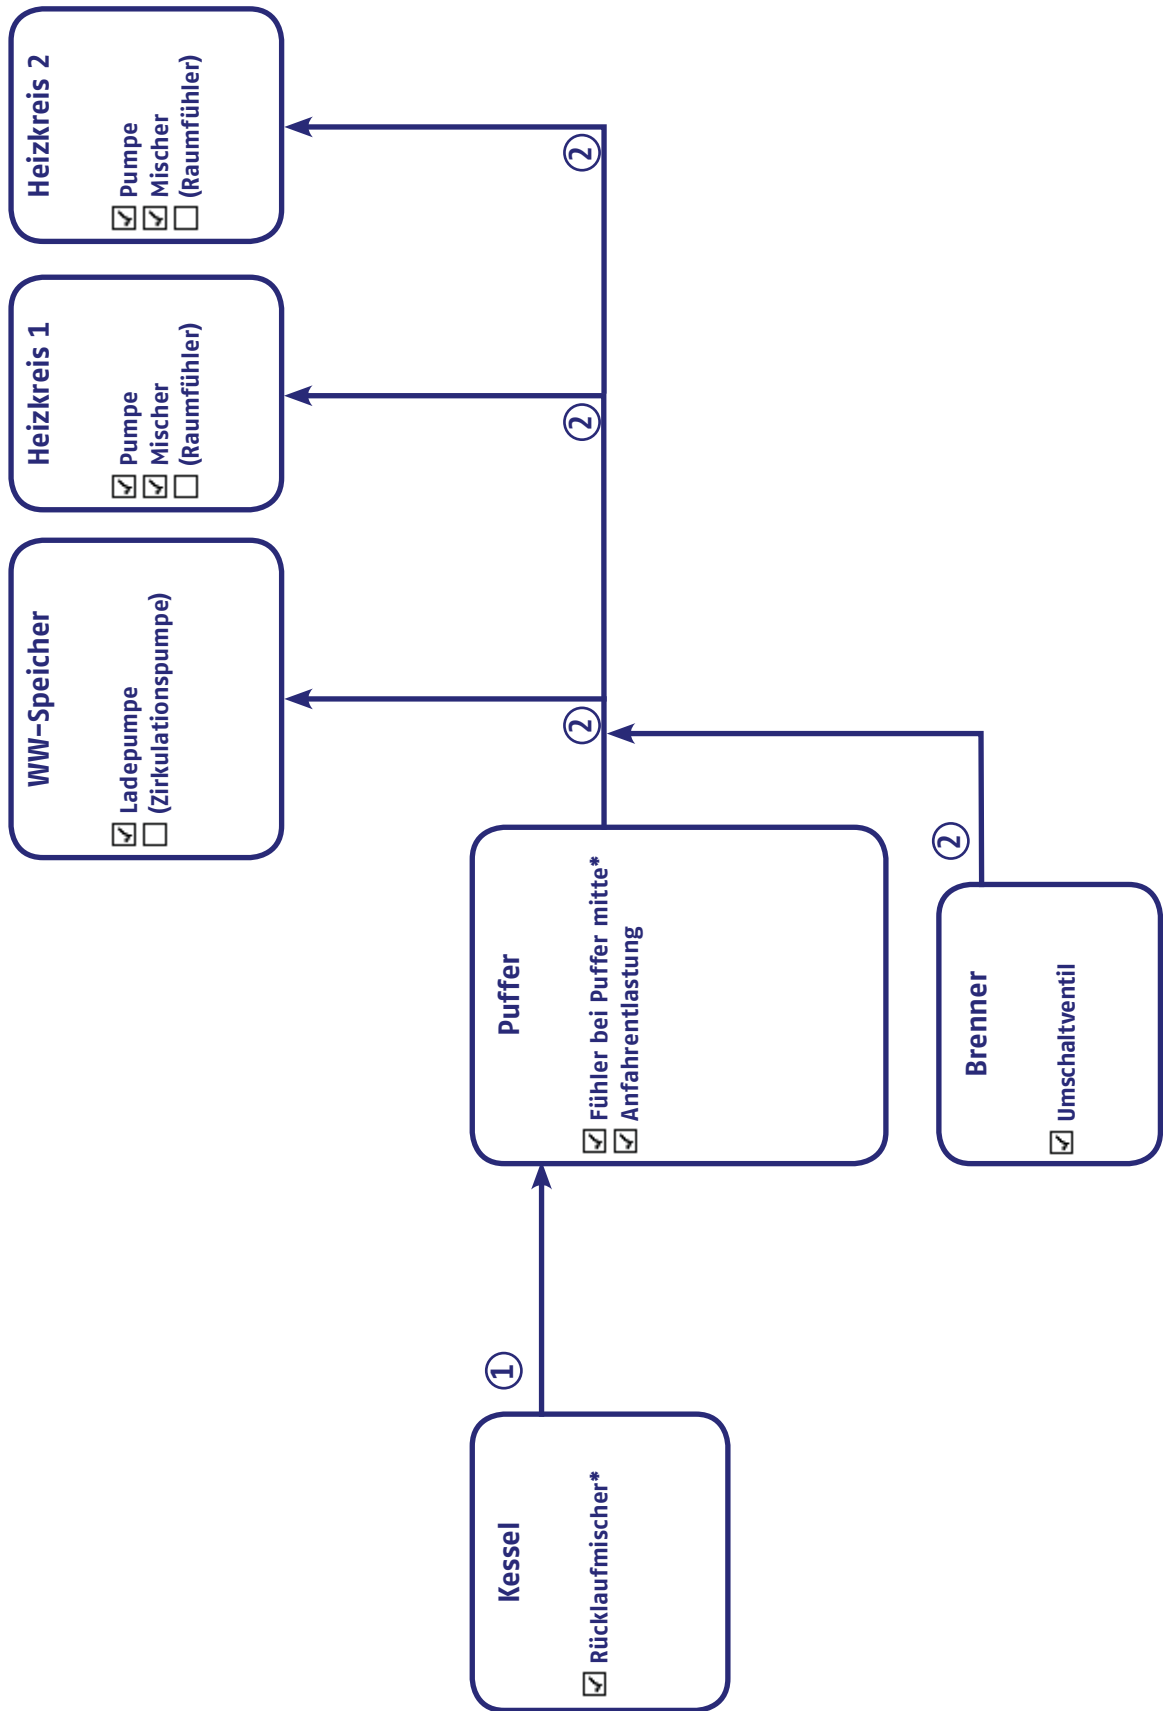 Kessel
☑ Rücklaufmischer*
①
Puffer
☑ Fühler bei Puffer mitte*
☑ Anfahrentlastung
Brenner
☑ Umschaltventil
②
WW-Speicher
☑ Ladepumpe
☐ (Zirkulationspumpe)
②
Heizkreis 1
☑ Pumpe
☑ Mischer
☐ (Raumfühler)
②
Heizkreis 2
☑ Pumpe
☑ Mischer
☐ (Raumfühler)
②